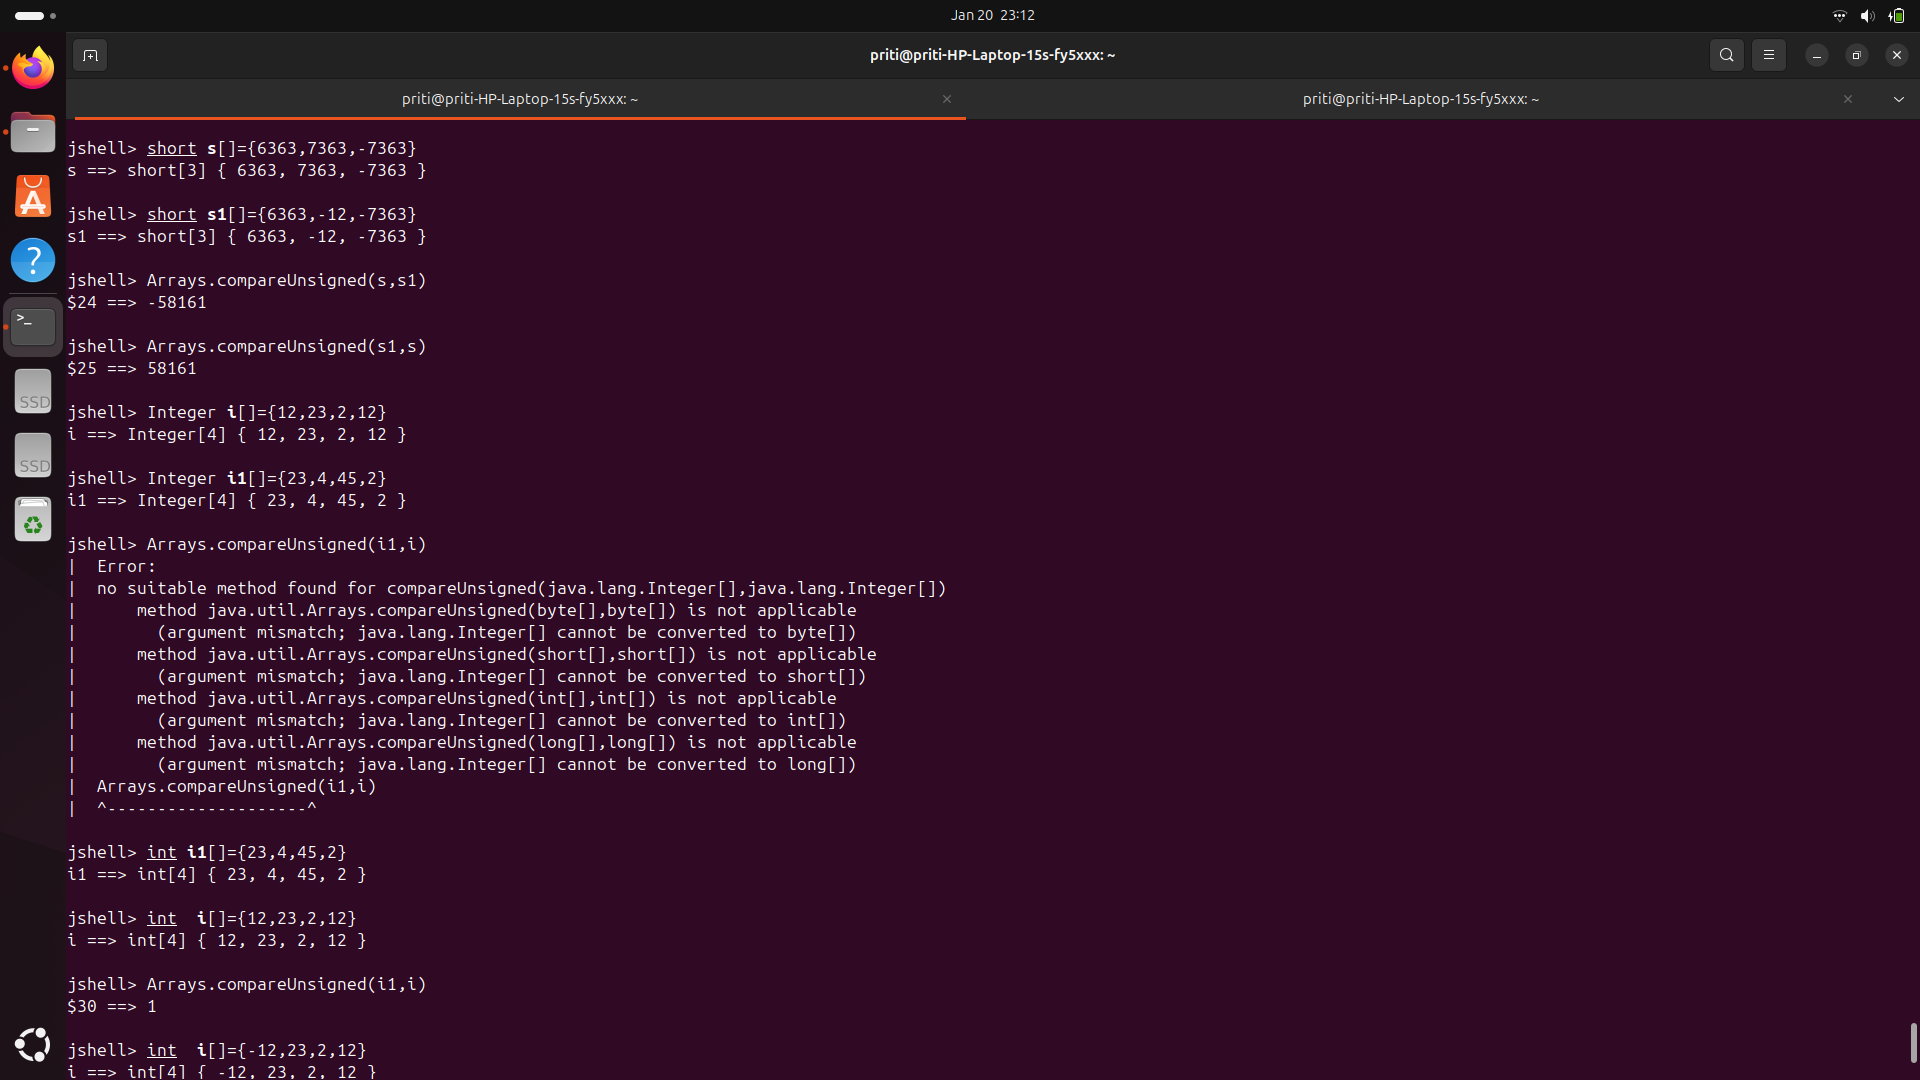 Jan 20 23:12
priti@priti-HP-Laptop-15s-fy5xxx: ~
priti@priti-HP-Laptop-15s-fy5xxx: ~
priti@priti-HP-Laptop-15s-fy5xxx: ~
jshell> short s[]={6363,7363,-7363}
s ==> short[3] { 6363, 7363, -7363 }
jshell> short s1[]={6363,-12,-7363}
s1 ==> short[3] { 6363, -12, -7363 }
jshell> Arrays.compareUnsigned(s,s1)
$24 ==> -58161
jshell> Arrays.compareUnsigned(s1,s)
$25 ==> 58161
jshell> Integer i[]={12,23,2,12}
i ==> Integer[4] { 12, 23, 2, 12 }
jshell> Integer i1[]={23,4,45,2}
i1 ==> Integer[4] { 23, 4, 45, 2 }
jshell> Arrays.compareUnsigned(i1,i)
|  Error:
|  no suitable method found for compareUnsigned(java.lang.Integer[],java.lang.Integer[])
|      method java.util.Arrays.compareUnsigned(byte[],byte[]) is not applicable
|        (argument mismatch; java.lang.Integer[] cannot be converted to byte[])
|      method java.util.Arrays.compareUnsigned(short[],short[]) is not applicable
|        (argument mismatch; java.lang.Integer[] cannot be converted to short[])
|      method java.util.Arrays.compareUnsigned(int[],int[]) is not applicable
|        (argument mismatch; java.lang.Integer[] cannot be converted to int[])
|      method java.util.Arrays.compareUnsigned(long[],long[]) is not applicable
|        (argument mismatch; java.lang.Integer[] cannot be converted to long[])
|  Arrays.compareUnsigned(i1,i)
|  ^--------------------^
jshell> int i1[]={23,4,45,2}
i1 ==> int[4] { 23, 4, 45, 2 }
jshell> int  i[]={12,23,2,12}
i ==> int[4] { 12, 23, 2, 12 }
jshell> Arrays.compareUnsigned(i1,i)
$30 ==> 1
jshell> int  i[]={-12,23,2,12}
i ==> int[4] { -12, 23, 2, 12 }
SSD
SSD